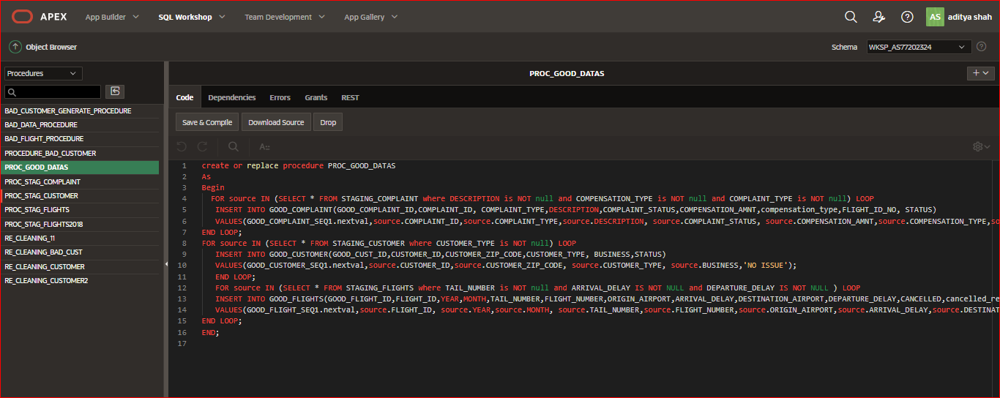 APEX App Builder SQL Workshop Team Development App Gallery AS aditya shah
Object Browser Schema WKSP_AS77202324
Procedures
PROC_GOOD_DATAS
Code Dependencies Errors Grants REST
Save & Compile Download Source Drop
BAD_CUSTOMER_GENERATE_PROCEDURE
BAD_DATA_PROCEDURE
BAD_FLIGHT_PROCEDURE
PROCEDURE_BAD_CUSTOMER
PROC_GOOD_DATAS
PROC_STAG_COMPLAINT
PROC_STAG_CUSTOMER
PROC_STAG_FLIGHTS
PROC_STAG_FLIGHTS2018
RE_CLEANING_11
RE_CLEANING_BAD_CUST
RE_CLEANING_CUSTOMER
RE_CLEANING_CUSTOMER2
1 create or replace procedure PROC_GOOD_DATAS
2 As
3 Begin
4 FOR source IN (SELECT * FROM STAGING_COMPLAINT where DESCRIPTION is NOT null and COMPENSATION_TYPE is NOT null and COMPLAINT_TYPE is NOT null) LOOP
5 INSERT INTO GOOD_COMPLAINT(GOOD_COMPLAINT_ID,COMPLAINT_ID, COMPLAINT_TYPE,DESCRIPTION,COMPLAINT_STATUS,COMPENSATION_AMNT,compensation_type,FLIGHT_ID_NO, STATUS)
6 VALUES(GOOD_COMPLAINT_SEQ1.nextval,source.COMPLAINT_ID,source.COMPLAINT_TYPE,source.DESCRIPTION, source.COMPLAINT_STATUS, source.COMPENSATION_AMNT,source.COMPENSATION_TYPE,so
7 END LOOP;
8 FOR source IN (SELECT * FROM STAGING_CUSTOMER where CUSTOMER_TYPE is NOT null) LOOP
9 INSERT INTO GOOD_CUSTOMER(GOOD_CUST_ID,CUSTOMER_ID,CUSTOMER_ZIP_CODE,CUSTOMER_TYPE, BUSINESS,STATUS)
10 VALUES(GOOD_CUSTOMER_SEQ1.nextval,source.CUSTOMER_ID,source.CUSTOMER_ZIP_CODE, source.CUSTOMER_TYPE, source.BUSINESS,'NO ISSUE');
11 END LOOP;
12 FOR source IN (SELECT * FROM STAGING_FLIGHTS where TAIL_NUMBER is NOT null and ARRIVAL_DELAY IS NOT NULL and DEPARTURE_DELAY IS NOT NULL ) LOOP
13 INSERT INTO GOOD_FLIGHTS(GOOD_FLIGHT_ID,FLIGHT_ID,YEAR,MONTH,TAIL_NUMBER,FLIGHT_NUMBER,ORIGIN_AIRPORT,ARRIVAL_DELAY,DESTINATION_AIRPORT,DEPARTURE_DELAY,CANCELLED,cancelled_re
14 VALUES(GOOD_FLIGHT_SEQ1.nextval,source.FLIGHT_ID, source.YEAR,source.MONTH, source.TAIL_NUMBER,source.FLIGHT_NUMBER,source.ORIGIN_AIRPORT,source.ARRIVAL_DELAY,source.DESTINAT
15 END LOOP;
16 END;
17